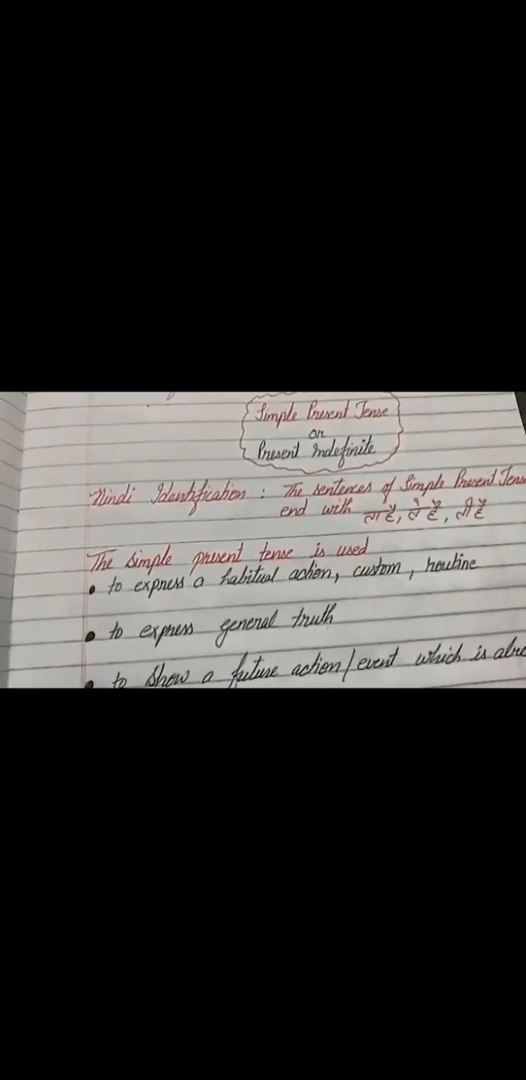 Simple Present Tense
or
Present Indefinite
Hindi Identification : The sentences of Simple Present Tens
end with ता है, ते हैं, ती है
The simple present tense is used
• to express a habitual action, custom, routine
• to express general truth
• to show a future action/event which is alre